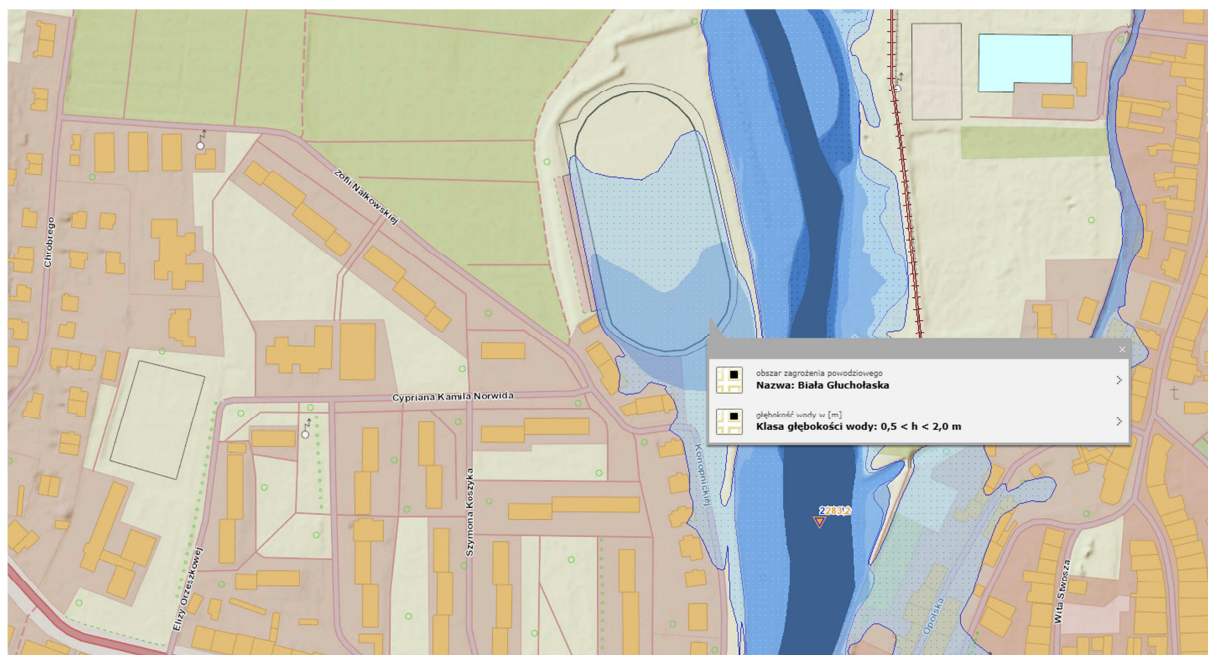 Zofii Nałkowskiej
Chrobrego
×
obszar zagrożenia powodziowego
Nazwa: Biała Głuchołaska
głębokość wody w [m]
Klasa głębokości wody: 0,5 < h < 2,0 m
Cypriana Kamila Norwida
Konopnickiej
Szymona Koszyka
Elizy Orzeszkowej
Opolska
Wita Stwosza